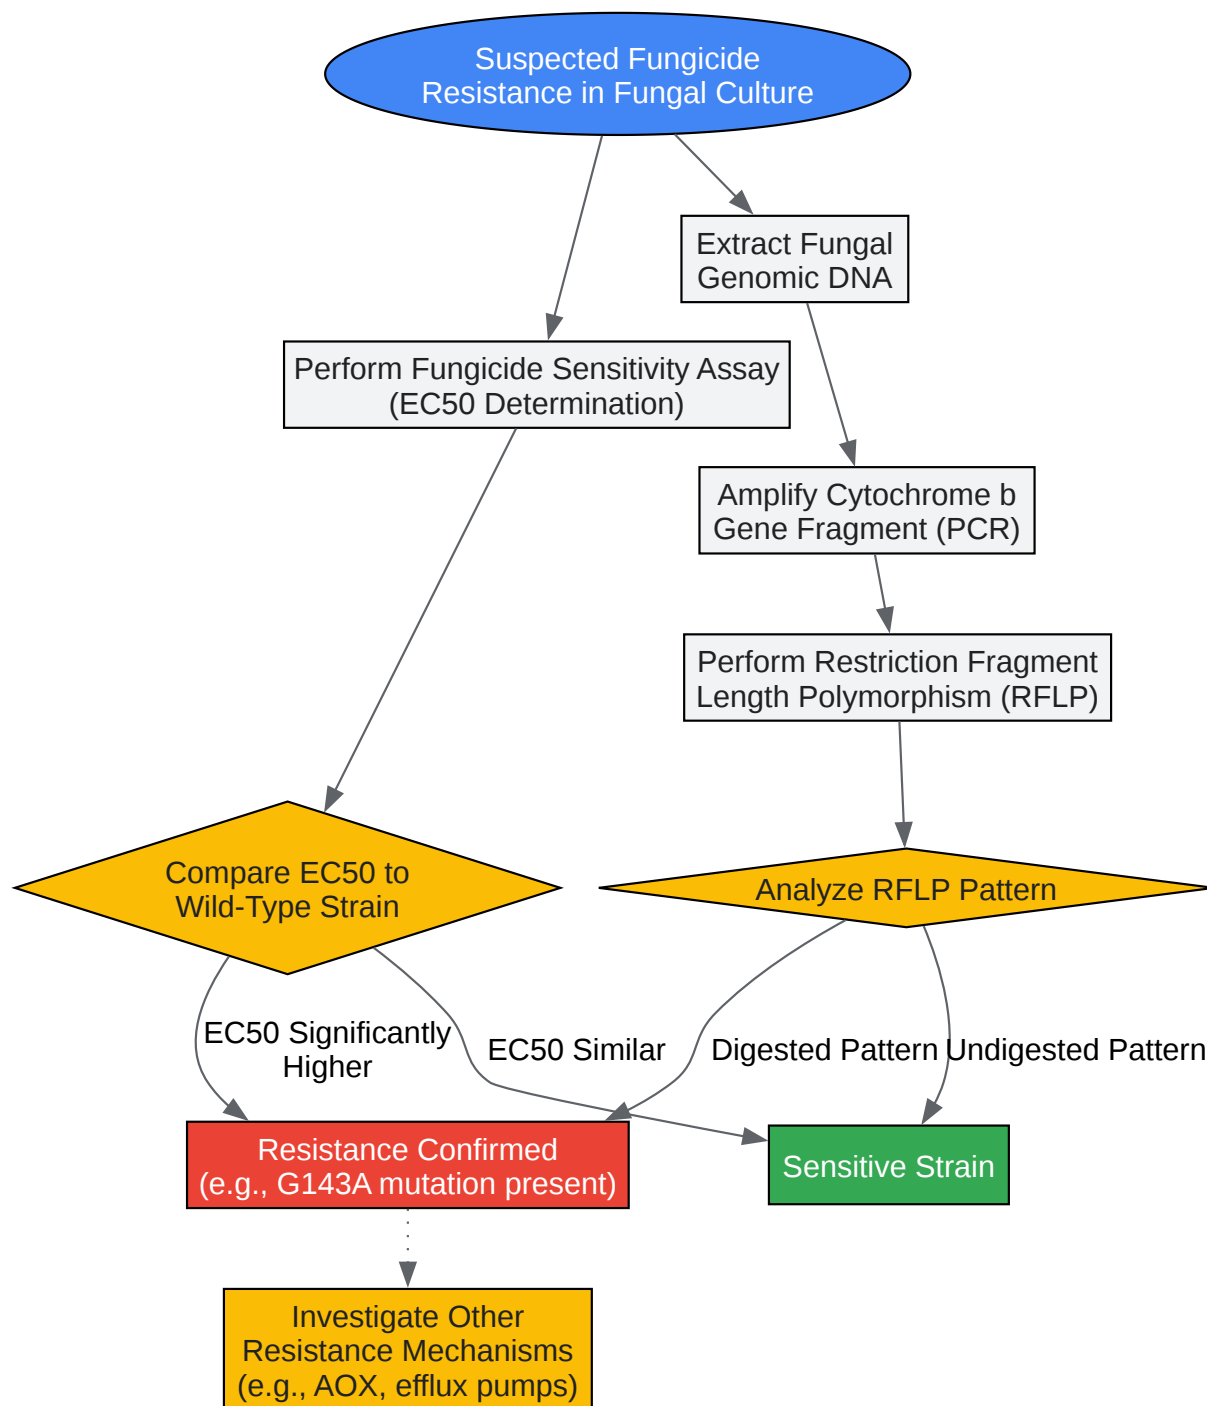 Suspected Fungicide
Resistance in Fungal Culture
Extract Fungal
Genomic DNA
Perform Fungicide Sensitivity Assay
(EC50 Determination)
Amplify Cytochrome b
Gene Fragment (PCR)
Perform Restriction Fragment
Length Polymorphism (RFLP)
Compare EC50 to
Wild-Type Strain
Analyze RFLP Pattern
EC50 Significantly
Higher
EC50 Similar
Digested Pattern
Undigested Pattern
Resistance Confirmed
(e.g., G143A mutation present)
Sensitive Strain
Investigate Other
Resistance Mechanisms
(e.g., AOX, efflux pumps)